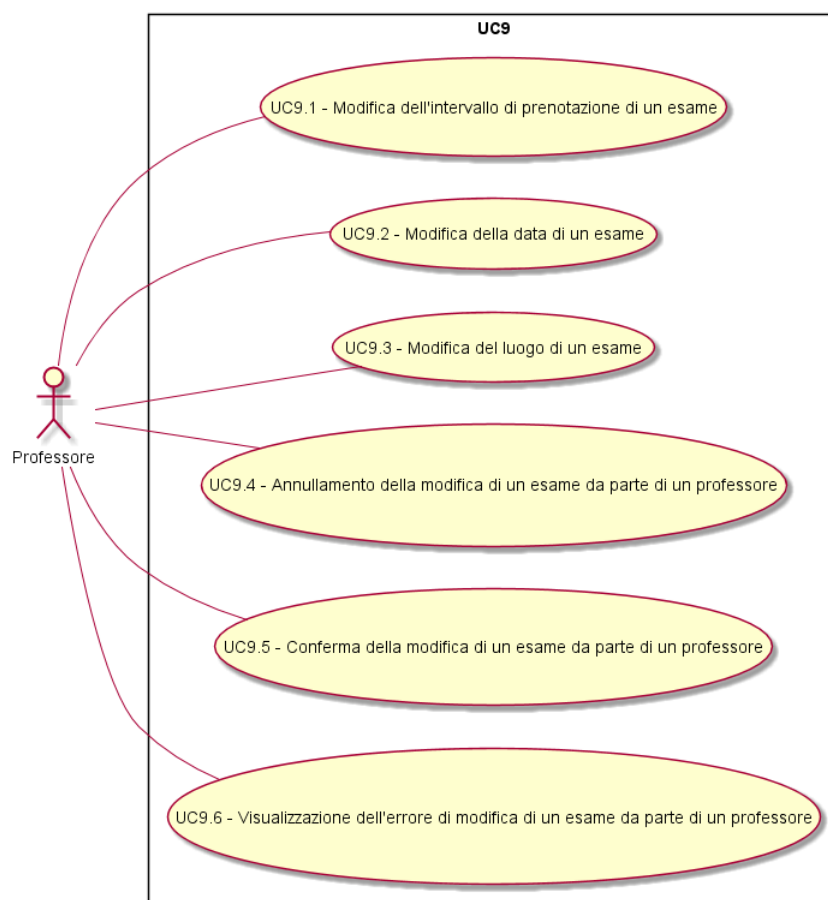 UC9
UC9.1 - Modifica dell'intervallo di prenotazione di un esame
UC9.2 - Modifica della data di un esame
UC9.3 - Modifica del luogo di un esame
Professore
UC9.4 - Annullamento della modifica di un esame da parte di un professore
UC9.5 - Conferma della modifica di un esame da parte di un professore
UC9.6 - Visualizzazione dell'errore di modifica di un esame da parte di un professore